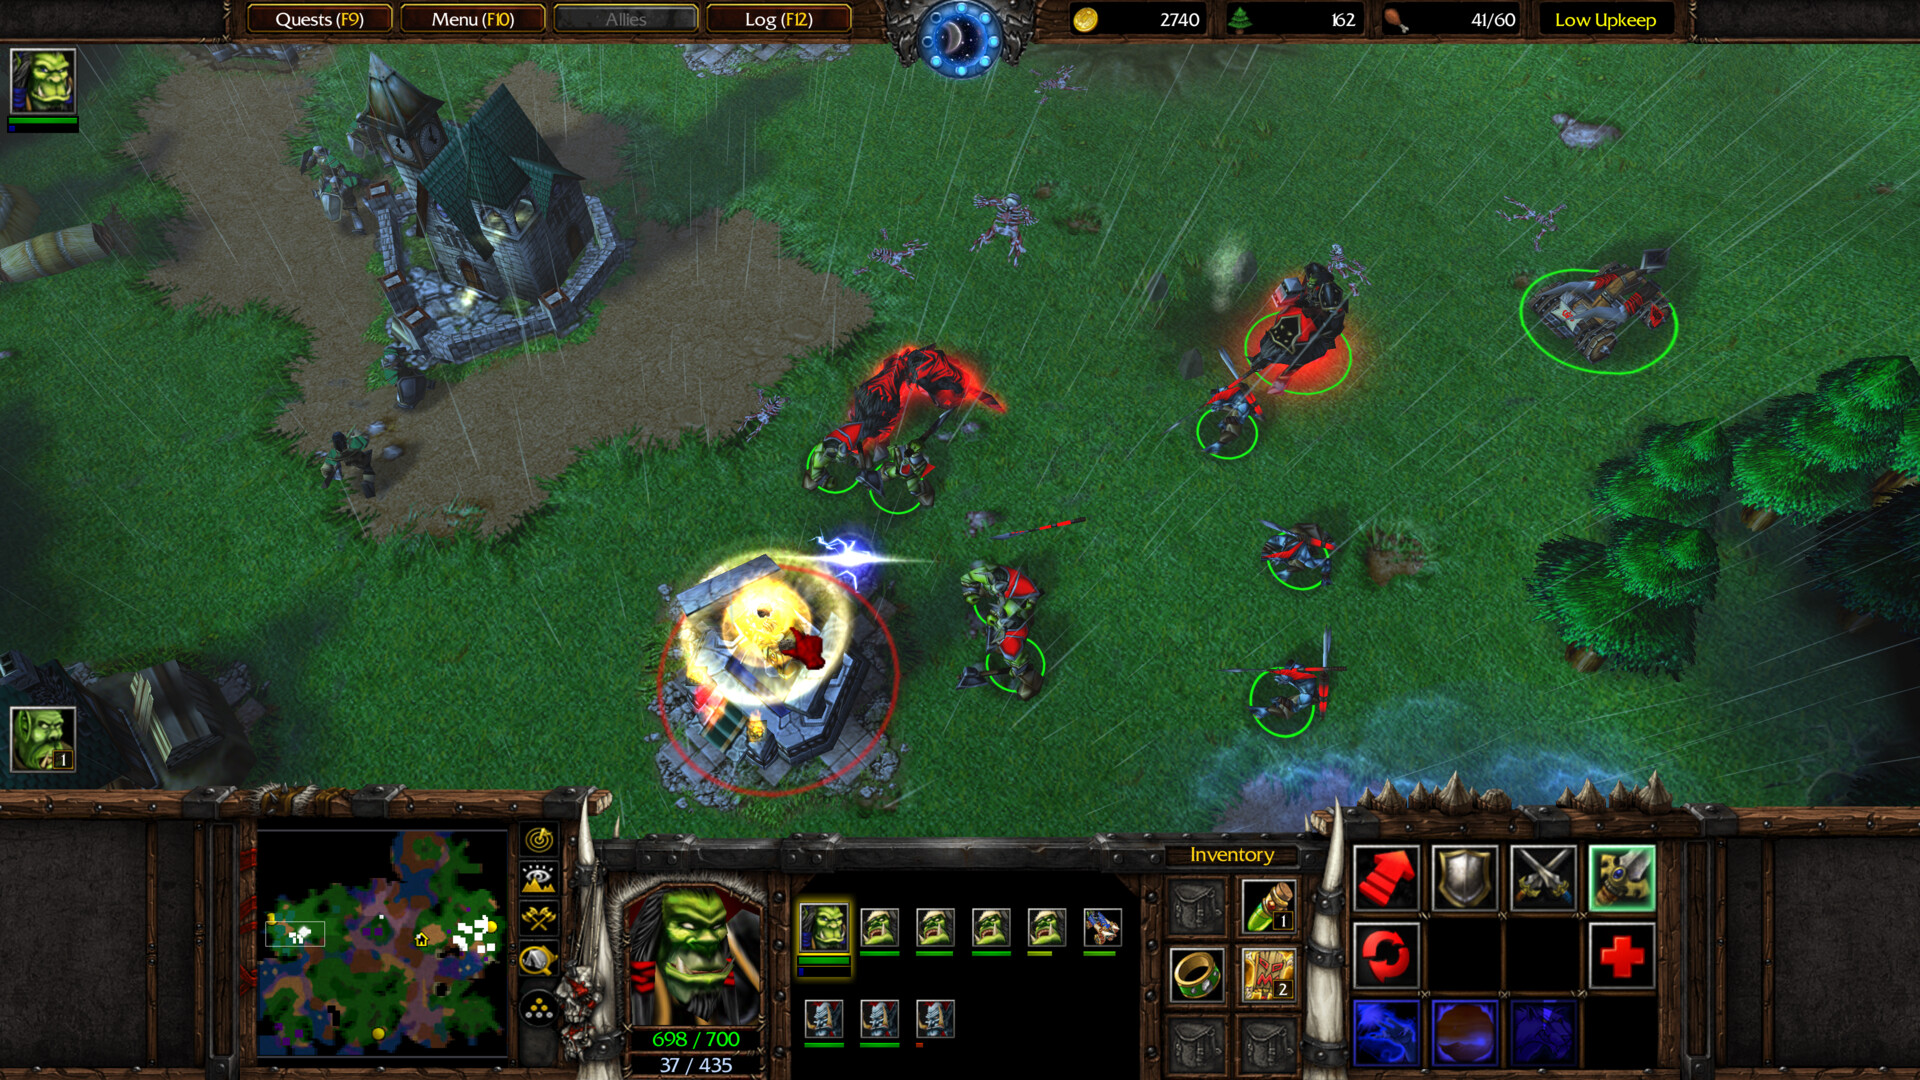 Quests (F9) Menu (F10) Allies Log (F12) 2740 162 41/60 Low Upkeep
1
Inventory
1
2
698 / 700
37 / 435